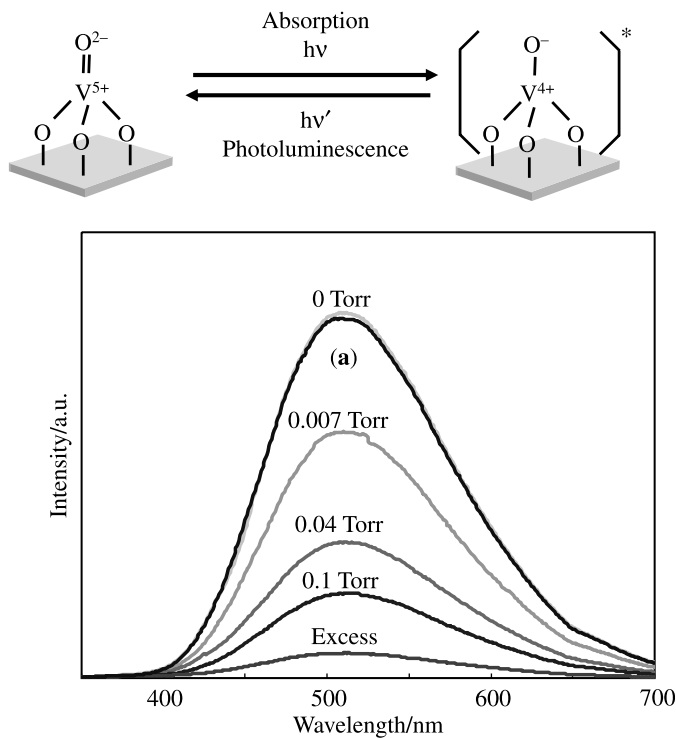 Absorption
hν
hν′
Photoluminescence
O2−
V5+
O
O
O
O−
V4+
O
O
O
*
0 Torr
(a)
0.007 Torr
0.04 Torr
0.1 Torr
Excess
Intensity/a.u.
400 500 600 700
Wavelength/nm